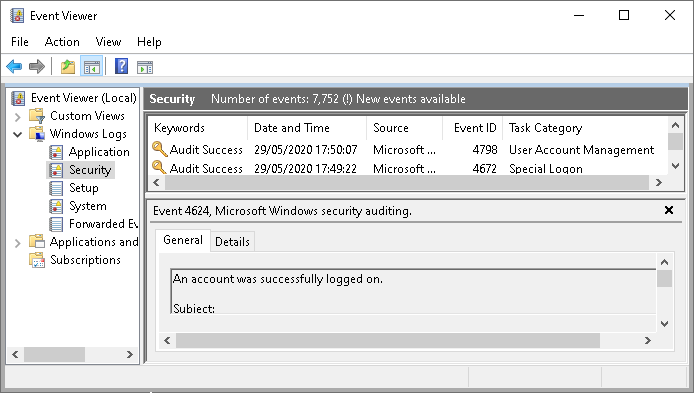 Event Viewer
File Action View Help
Event Viewer (Local)
Custom Views
Windows Logs
Application
Security
Setup
System
Forwarded Ev
Applications and
Subscriptions
Security Number of events: 7,752 (!) New events available
Keywords Date and Time Source Event ID Task Category
Audit Success 29/05/2020 17:50:07 Microsoft ... 4798 User Account Management
Audit Success 29/05/2020 17:49:22 Microsoft ... 4672 Special Logon
Event 4624, Microsoft Windows security auditing.
General Details
An account was successfully logged on.
Subject: